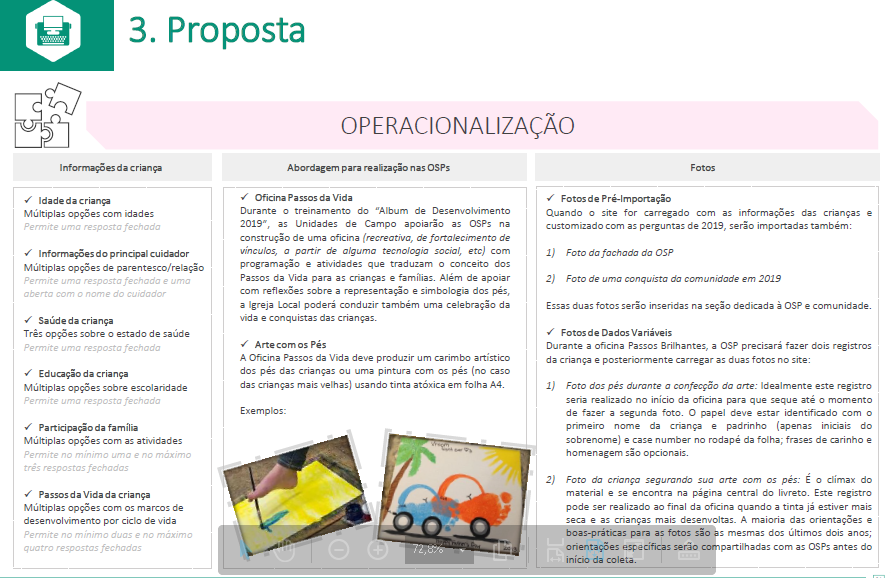 3. Proposta
OPERACIONALIZAÇÃO
Informações da criança
Abordagem para realização nas OSPs
Fotos
✓ Idade da criança
Múltiplas opções com idades
Permite uma resposta fechada
✓ Informações do principal cuidador
Múltiplas opções de parentesco/relação
Permite uma resposta fechada e uma
aberta com o nome do cuidador
✓ Saúde da criança
Três opções sobre o estado de saúde
Permite uma resposta fechada
✓ Educação da criança
Múltiplas opções sobre escolaridade
Permite uma resposta fechada
✓ Participação da família
Múltiplas opções com as atividades
Permite no mínimo uma e no máximo
três respostas fechadas
✓ Passos da Vida da criança
Múltiplas opções com os marcos de
desenvolvimento por ciclo de vida
Permite no mínimo duas e no máximo
quatro respostas fechadas
✓ Oficina Passos da Vida
Durante o treinamento do "Album de Desenvolvimento
2019", as Unidades de Campo apoiarão as OSPs na
construção de uma oficina (recreativa, de fortalecimento de
vínculos, a partir de alguma tecnologia social, etc) com
programação e atividades que traduzam o conceito dos
Passos da Vida para as crianças e famílias. Além de apoiar
com reflexões sobre a representação e simbologia dos pés,
a Igreja Local poderá conduzir também uma celebração da
vida e conquistas das crianças.
✓ Arte com os Pés
A Oficina Passos da Vida deve produzir um carimbo artístico
dos pés das crianças ou uma pintura com os pés (no caso
das crianças mais velhas) usando tinta atóxica em folha A4.
Exemplos:
✓ Fotos de Pré-Importação
Quando o site for carregado com as informações das crianças e
customizado com as perguntas de 2019, serão importadas também:
1) Foto da fachada da OSP
2) Foto de uma conquista da comunidade em 2019
Essas duas fotos serão inseridas na seção dedicada à OSP e comunidade.
✓ Fotos de Dados Variáveis
Durante a oficina Passos Brilhantes, a OSP precisará fazer dois registros
da criança e posteriormente carregar as duas fotos no site:
1) Foto dos pés durante a confecção da arte: Idealmente este registro
seria realizado no início da oficina para que seque até o momento
de fazer a segunda foto. O papel deve estar identificado com o
primeiro nome da criança e padrinho (apenas iniciais do
sobrenome) e case number no rodapé da folha; frases de carinho e
homenagem são opcionais.
2) Foto da criança segurando sua arte com os pés: É o clímax do
material e se encontra na página central do livreto. Este registro
pode ser realizado ao final da oficina quando a tinta já estiver mais
seca e as crianças mais desenvoltas. A maioria das orientações e
boas-práticas para as fotos são as mesmas dos últimos dois anos;
orientações específicas serão compartilhadas com as OSPs antes do
início da coleta.
72,8%